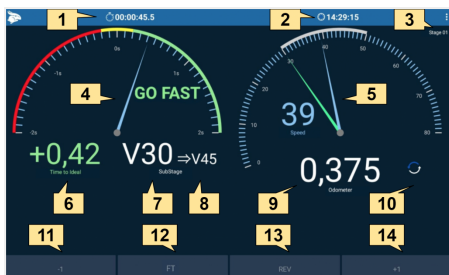 1 00:00:45.5 2 14:29:15 3
Stage 01
0s
-1s 1s
4 GO FAST 5
-2s 2s
0 10 20 30 40 50 60 70 80
39
Speed
+0,42
Time to Ideal
V30 ⇒V45
SubStage
0,375
Odometer
6 7 8 9 10
11 12 13 14
-1 FT REV +1